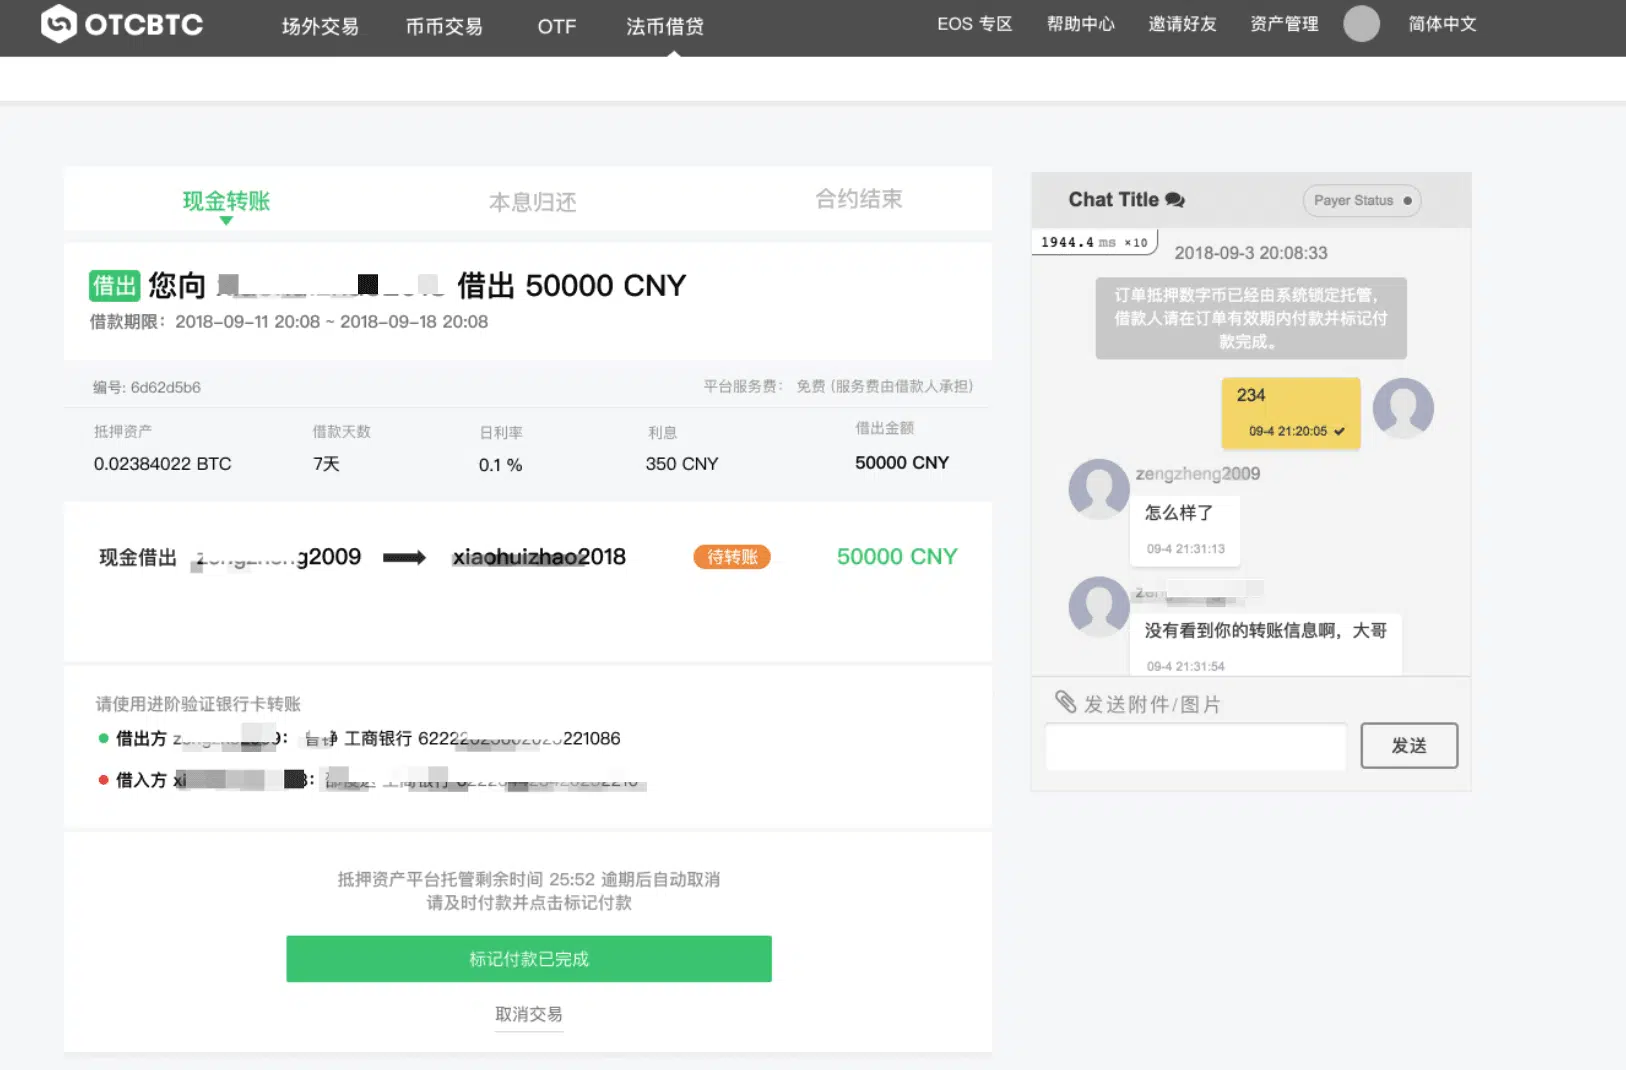 OTCBTC 场外交易 币币交易 OTF 法币借贷 EOS 专区 帮助中心 邀请好友 资产管理 简体中文
现金转账 本息归还 合约结束
借出 您向 借出 50000 CNY
借款期限：2018-09-11 20:08 ~ 2018-09-18 20:08
编号: 6d62d5b6 平台服务费： 免费 (服务费由借款人承担)
抵押资产 借款天数 日利率 利息 借出金额
0.02384022 BTC 7天 0.1 % 350 CNY 50000 CNY
现金借出 g2009 xiaohuizhao2018 待转账 50000 CNY
请使用进阶验证银行卡转账
借出方 工商银行 221086
借入方
抵押资产平台托管剩余时间 25:52 逾期后自动取消
请及时付款并点击标记付款
标记付款已完成
取消交易
Chat Title Payer Status
1944.4 ms ×10
2018-09-3 20:08:33
订单抵押数字币已经由系统锁定托管，
借款人请在订单有效期内付款并标记付
款完成。
234
09-4 21:20:05
zengzheng2009
怎么样了
09-4 21:31:13
没有看到你的转账信息啊，大哥
09-4 21:31:54
发送附件/图片
发送